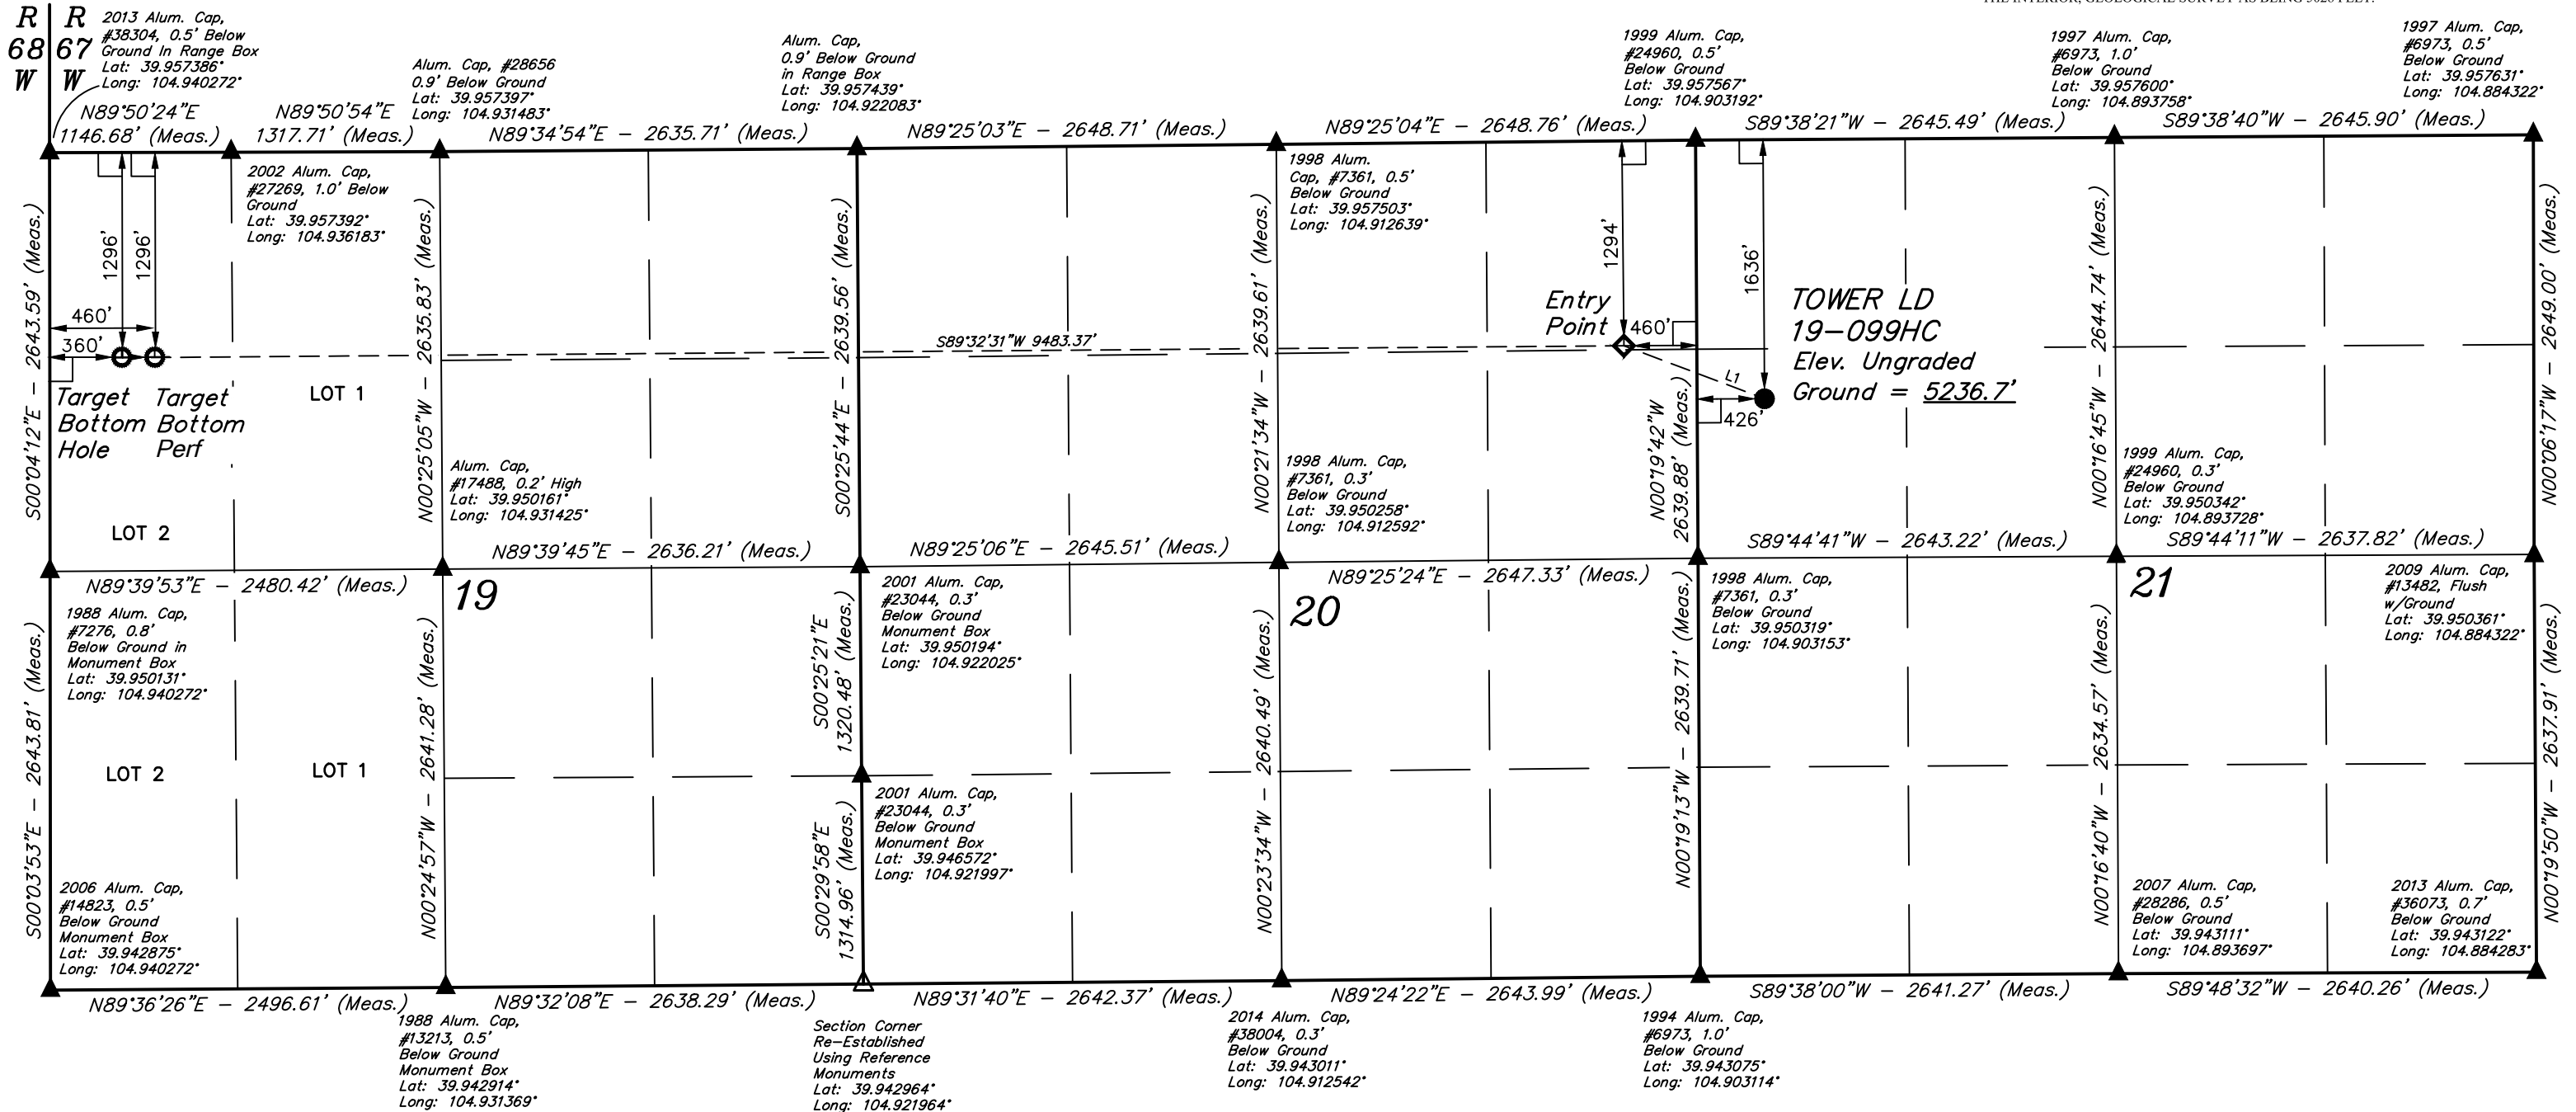 THE INTERIOR, GEOLOGICAL SURVEY AS BEING 5020 FEET.
R R
68 67
W W
2013 Alum. Cap,
#38304, 0.5' Below
Ground In Range Box
Lat: 39.957386°
Long: 104.940272°
Alum. Cap, #28656
0.9' Below Ground
Lat: 39.957397°
Long: 104.931483°
Alum. Cap,
0.9' Below Ground
in Range Box
Lat: 39.957439°
Long: 104.922083°
1999 Alum. Cap,
#24960, 0.5'
Below Ground
Lat: 39.957567°
Long: 104.903192°
1997 Alum. Cap,
#6973, 1.0'
Below Ground
Lat: 39.957600°
Long: 104.893758°
1997 Alum. Cap,
#6973, 0.5'
Below Ground
Lat: 39.957631°
Long: 104.884322°
N89°50'24"E
1146.68' (Meas.)
N89°50'54"E
1317.71' (Meas.)
N89°34'54"E – 2635.71' (Meas.)
N89°25'03"E – 2648.71' (Meas.)
N89°25'04"E – 2648.76' (Meas.)
S89°38'21"W – 2645.49' (Meas.)
S89°38'40"W – 2645.90' (Meas.)
2002 Alum. Cap,
#27269, 1.0' Below
Ground
Lat: 39.957392°
Long: 104.936183°
1998 Alum.
Cap, #7361, 0.5'
Below Ground
Lat: 39.957503°
Long: 104.912639°
S00°04'12"E – 2643.59' (Meas.)
1296'
1296'
N00°25'05"W – 2635.83' (Meas.)
S00°25'44"E – 2639.56' (Meas.)
N00°21'34"W – 2639.61' (Meas.)
1294'
1636'
N00°16'45"W – 2644.74' (Meas.)
N00°06'17"W – 2649.00' (Meas.)
460'
360'
S89°32'31"W 9483.37'
Entry
Point
460'
L1
426'
TOWER LD
19-099HC
Elev. Ungraded
Ground = 5236.7'
Target
Bottom
Hole
Target
Bottom
Perf
LOT 1
LOT 2
N00°19'42"W
2639.88' (Meas.)
Alum. Cap,
#17488, 0.2' High
Lat: 39.950161°
Long: 104.931425°
1998 Alum. Cap,
#7361, 0.3'
Below Ground
Lat: 39.950258°
Long: 104.912592°
1999 Alum. Cap,
#24960, 0.3'
Below Ground
Lat: 39.950342°
Long: 104.893728°
N89°39'53"E – 2480.42' (Meas.)
N89°39'45"E – 2636.21' (Meas.)
N89°25'06"E – 2645.51' (Meas.)
N89°25'24"E – 2647.33' (Meas.)
S89°44'41"W – 2643.22' (Meas.)
S89°44'11"W – 2637.82' (Meas.)
19
20
21
1988 Alum. Cap,
#7276, 0.8'
Below Ground in
Monument Box
Lat: 39.950131°
Long: 104.940272°
2001 Alum. Cap,
#23044, 0.3'
Below Ground
Monument Box
Lat: 39.950194°
Long: 104.922025°
1998 Alum. Cap,
#7361, 0.3'
Below Ground
Lat: 39.950319°
Long: 104.903153°
2009 Alum. Cap,
#13482, Flush
w/Ground
Lat: 39.950361°
Long: 104.884322°
S00°03'53"E – 2643.81' (Meas.)
N00°24'57"W – 2641.28' (Meas.)
S00°25'21"E
1320.48' (Meas.)
S00°29'58"E
1314.96' (Meas.)
N00°23'34"W – 2640.49' (Meas.)
N00°19'13"W – 2639.71' (Meas.)
N00°16'40"W – 2634.57' (Meas.)
N00°19'50"W – 2637.91' (Meas.)
LOT 2
LOT 1
2001 Alum. Cap,
#23044, 0.3'
Below Ground
Monument Box
Lat: 39.946572°
Long: 104.921997°
2006 Alum. Cap,
#14823, 0.5'
Below Ground
Monument Box
Lat: 39.942875°
Long: 104.940272°
2007 Alum. Cap,
#28286, 0.5'
Below Ground
Lat: 39.943111°
Long: 104.893697°
2013 Alum. Cap,
#36073, 0.7'
Below Ground
Lat: 39.943122°
Long: 104.884283°
N89°36'26"E – 2496.61' (Meas.)
N89°32'08"E – 2638.29' (Meas.)
N89°31'40"E – 2642.37' (Meas.)
N89°24'22"E – 2643.99' (Meas.)
S89°38'00"W – 2641.27' (Meas.)
S89°48'32"W – 2640.26' (Meas.)
1988 Alum. Cap,
#13213, 0.5'
Below Ground
Monument Box
Lat: 39.942914°
Long: 104.931369°
Section Corner
Re-Established
Using Reference
Monuments
Lat: 39.942964°
Long: 104.921964°
2014 Alum. Cap,
#38004, 0.3'
Below Ground
Lat: 39.943011°
Long: 104.912542°
1994 Alum. Cap,
#6973, 1.0'
Below Ground
Lat: 39.943075°
Long: 104.903114°